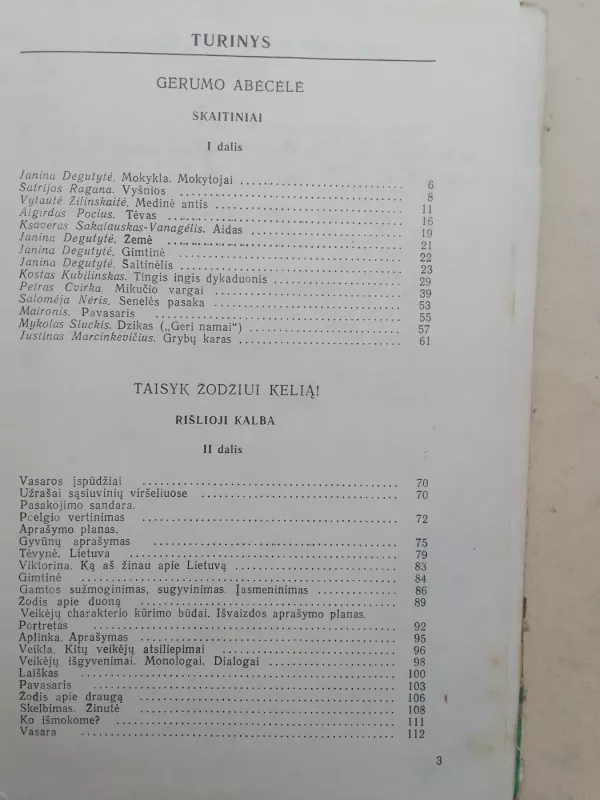 TURINYS
GERUMO ABĖCĖLĖ
SKAITINIAI
I dalis
Janina Degutytė. Mokykla. Mokytojai 6
Šatrijos Ragana. Vyšnios 8
Vytautė Žilinskaitė. Medinė antis 11
Algirdas Pocius. Tėvas 16
Ksaveras Sakalauskas-Vanagėlis. Aidas 19
Janina Degutytė. Žemė 21
Janina Degutytė. Gimtinė 22
Janina Degutytė. Šaltinėlis 23
Kostas Kubilinskas. Tingis ingis dykaduonis 29
Petras Cvirka. Mikučio vargai 39
Salomėja Nėris. Senelės pasaka 53
Maironis. Pavasaris 55
Mykolas Sluckis. Dzikas („Geri namai“) 57
Justinas Marcinkevičius. Grybų karas 61
TAISYK ŽODŽIUI KELIĄ!
RIŠLIOJI KALBA
II dalis
Vasaros įspūdžiai 70
Užrašai sąsiuvinių viršeliuose 70
Pasakojimo sandara.
Poelgio vertinimas 72
Aprašymo planas.
Gyvūnų aprašymas 75
Tėvynė. Lietuva 79
Viktorina. Ką aš žinau apie Lietuvą 83
Gimtinė 84
Gamtos sužmoginimas, sugyvinimas. Įasmeninimas 86
Žodis apie duoną 89
Veikėjų charakterio kūrimo būdai. Išvaizdos aprašymo planas.
Portretas 92
Aplinka. Aprašymas 95
Veikla. Kitų veikėjų atsiliepimai 96
Veikėjų išgyvenimai. Monologai. Dialogai 98
Laiškas 100
Pavasaris 103
Žodis apie draugą 106
Skelbimas. Žinutė 108
Ko išmokome? 111
Vasara 112
3